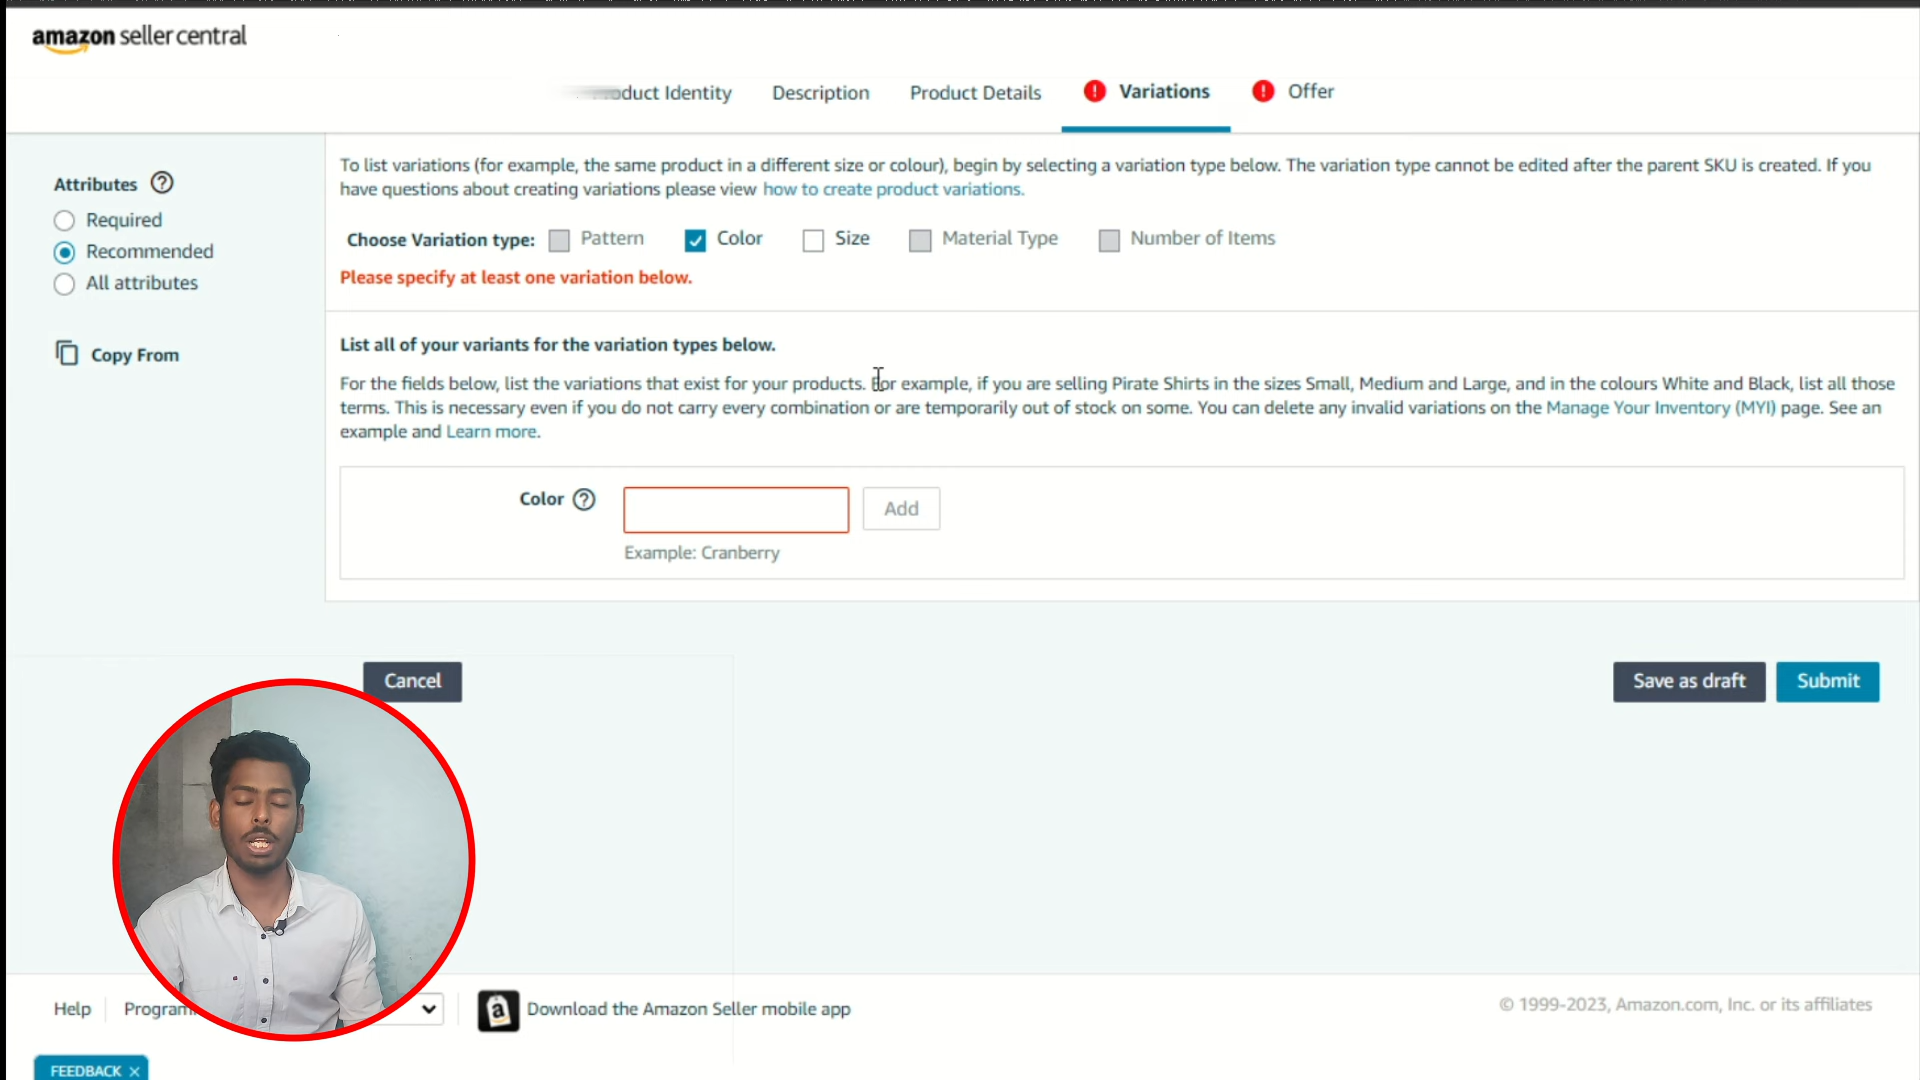 amazon seller central
duct Identity
Description
Product Details
! Variations
! Offer
Attributes ?
Required
Recommended
All attributes
Copy From
To list variations (for example, the same product in a different size or colour), begin by selecting a variation type below. The variation type cannot be edited after the parent SKU is created. If you
have questions about creating variations please view how to create product variations.
Choose Variation type: Pattern Color Size Material Type Number of Items
Please specify at least one variation below.
List all of your variants for the variation types below.
For the fields below, list the variations that exist for your products. For example, if you are selling Pirate Shirts in the sizes Small, Medium and Large, and in the colours White and Black, list all those
terms. This is necessary even if you do not carry every combination or are temporarily out of stock on some. You can delete any invalid variations on the Manage Your Inventory (MYI) page. See an
example and Learn more.
Color ? Add
Example: Cranberry
Cancel
Save as draft
Submit
Help
Program
a Download the Amazon Seller mobile app
© 1999-2023, Amazon.com, Inc. or its affiliates
FEEDBACK ×